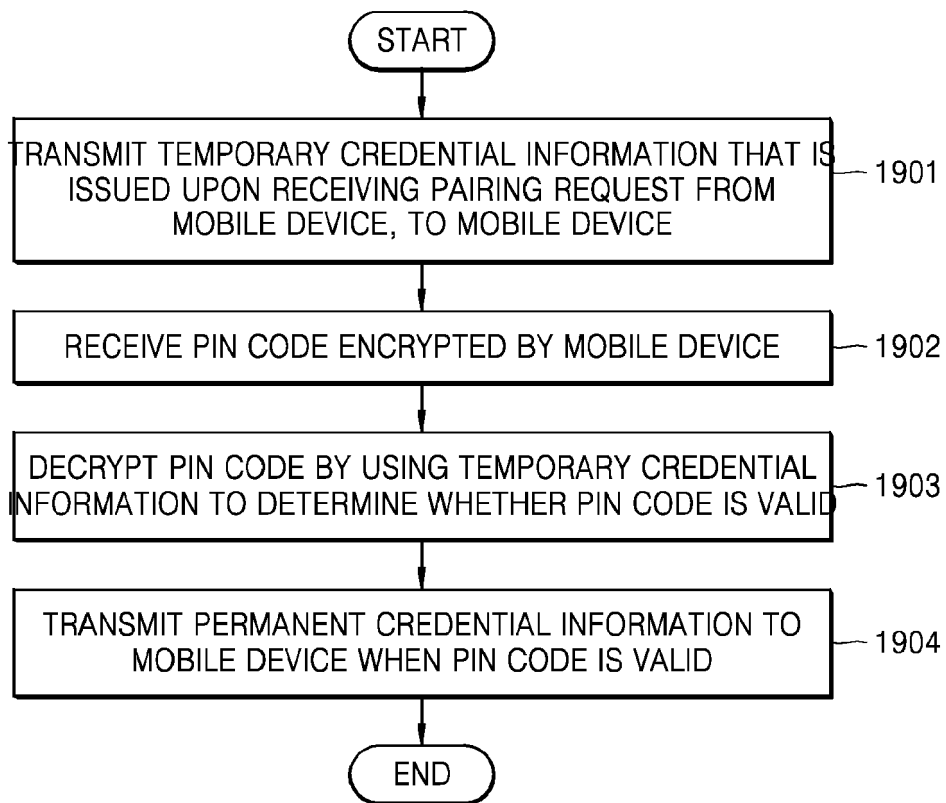 START
TRANSMIT TEMPORARY CREDENTIAL INFORMATION THAT IS
ISSUED UPON RECEIVING PAIRING REQUEST FROM
MOBILE DEVICE, TO MOBILE DEVICE
1901
RECEIVE PIN CODE ENCRYPTED BY MOBILE DEVICE
1902
DECRYPT PIN CODE BY USING TEMPORARY CREDENTIAL
INFORMATION TO DETERMINE WHETHER PIN CODE IS VALID
1903
TRANSMIT PERMANENT CREDENTIAL INFORMATION TO
MOBILE DEVICE WHEN PIN CODE IS VALID
1904
END